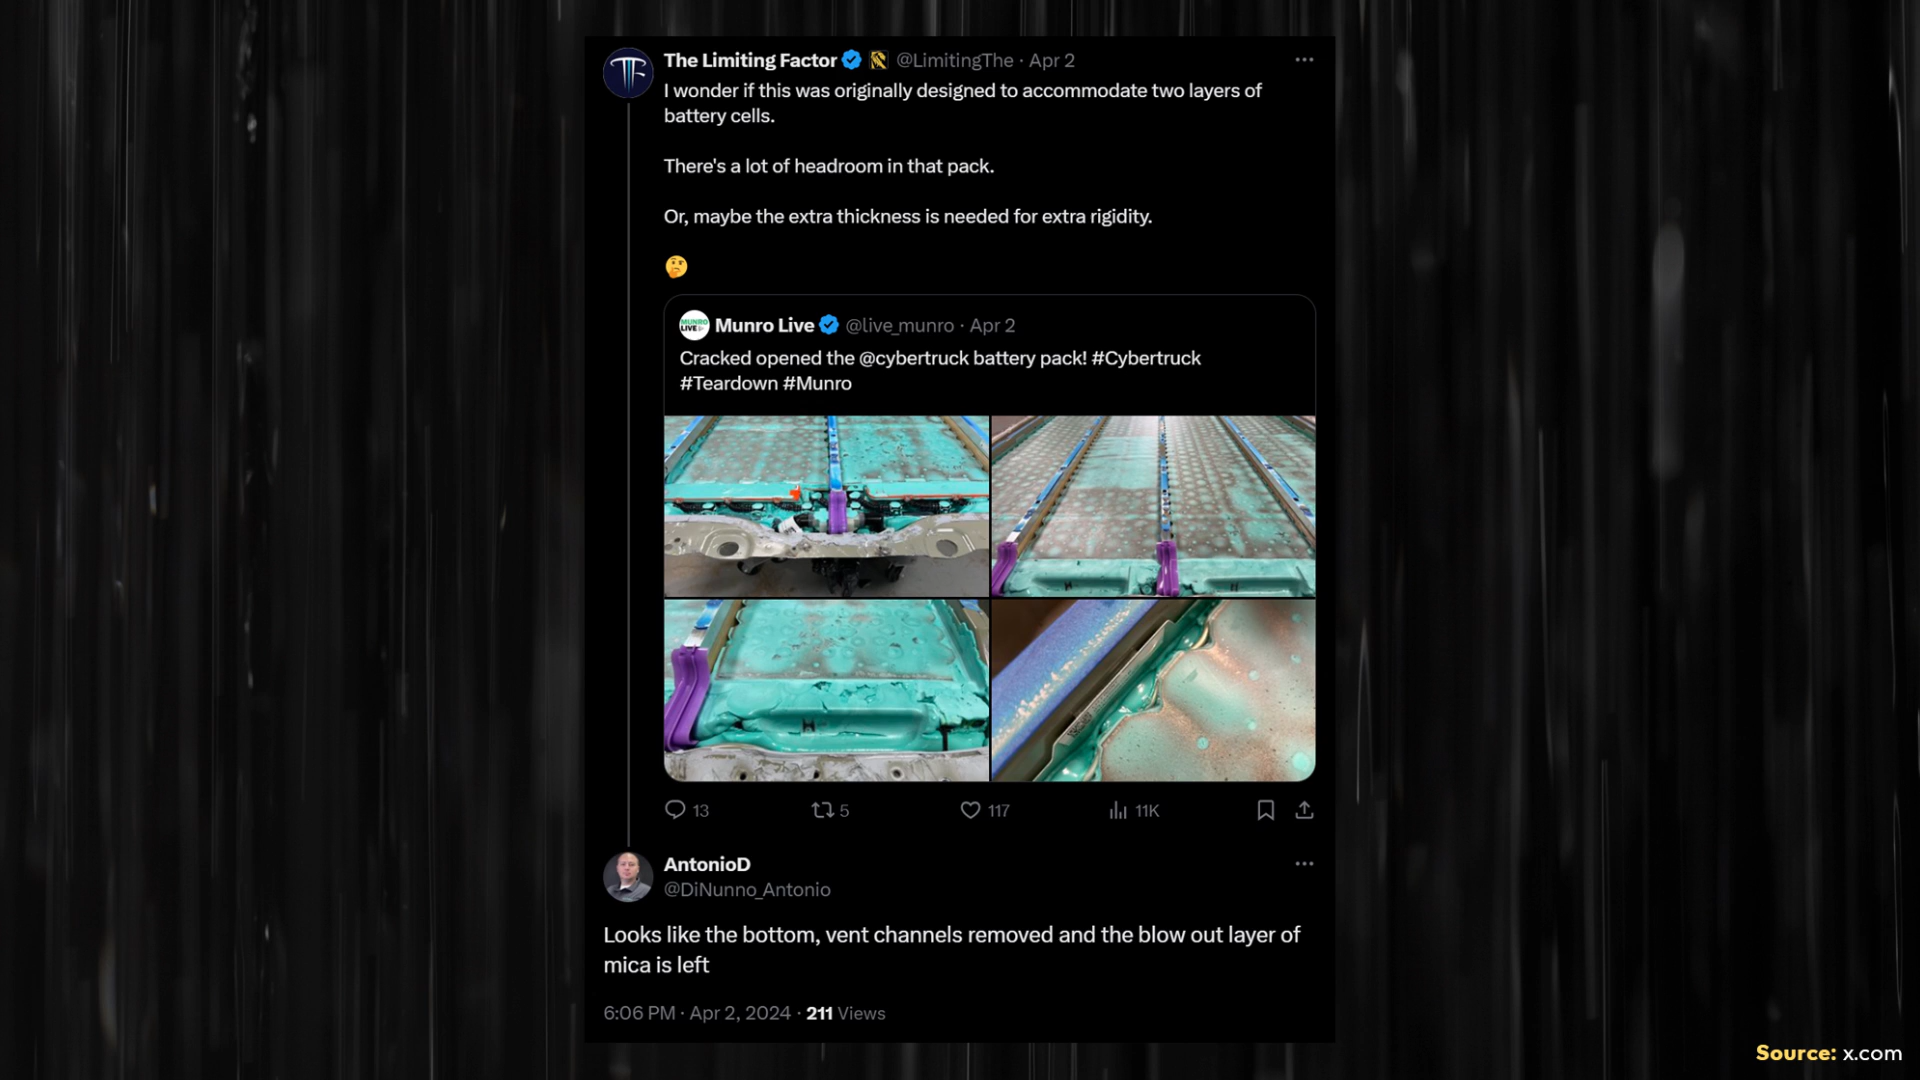 The Limiting Factor @LimitingThe · Apr 2
I wonder if this was originally designed to accommodate two layers of
battery cells.
There's a lot of headroom in that pack.
Or, maybe the extra thickness is needed for extra rigidity.
🤔
MUNRO
LIVE
Munro Live @live_munro · Apr 2
Cracked opened the @cybertruck battery pack! #Cybertruck
#Teardown #Munro
13 5 117 11K
AntonioD
@DiNunno_Antonio
Looks like the bottom, vent channels removed and the blow out layer of
mica is left
6:06 PM · Apr 2, 2024 · 211 Views
Source: x.com